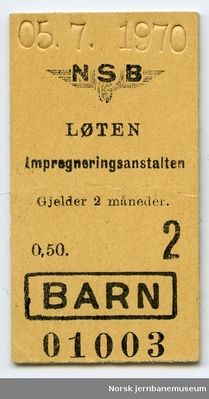 05. 7. 1970
NSB
LØTEN
Impregneringsanstalten
Gjelder 2 måneder.
0,50. 2
BARN
01003
Norsk jernbanemuseum